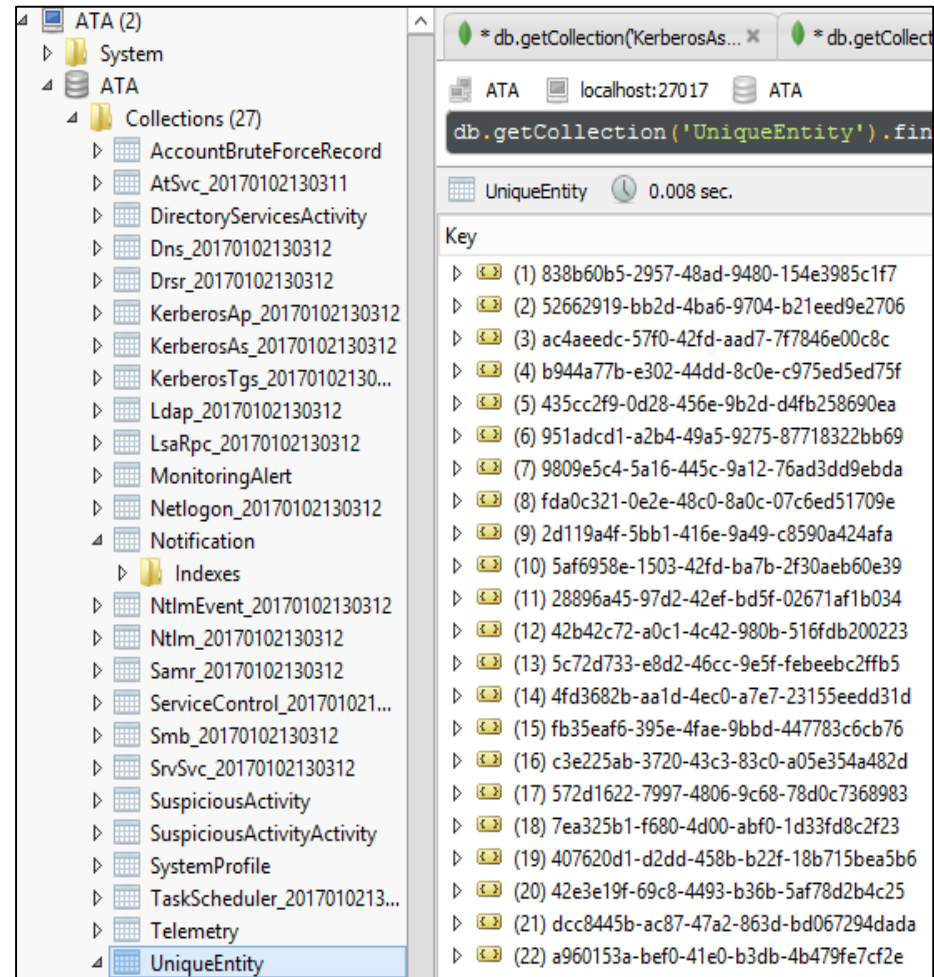 ATA (2)
System
ATA
Collections (27)
AccountBruteForceRecord
AtSvc_20170102130311
DirectoryServicesActivity
Dns_20170102130312
Drsr_20170102130312
KerberosAp_20170102130312
KerberosAs_20170102130312
KerberosTgs_20170102130...
Ldap_20170102130312
LsaRpc_20170102130312
MonitoringAlert
Netlogon_20170102130312
Notification
Indexes
NtlmEvent_20170102130312
Ntlm_20170102130312
Samr_20170102130312
ServiceControl_201701021...
Smb_20170102130312
SrvSvc_20170102130312
SuspiciousActivity
SuspiciousActivityActivity
SystemProfile
TaskScheduler_2017010213...
Telemetry
UniqueEntity
* db.getCollection('KerberosAs... * db.getCollect
ATA localhost:27017 ATA
db.getCollection('UniqueEntity').fin
UniqueEntity 0.008 sec.
Key
(1) 838b60b5-2957-48ad-9480-154e3985c1f7
(2) 52662919-bb2d-4ba6-9704-b21eed9e2706
(3) ac4aeedc-57f0-42fd-aad7-7f7846e00c8c
(4) b944a77b-e302-44dd-8c0e-c975ed5ed75f
(5) 435cc2f9-0d28-456e-9b2d-d4fb258690ea
(6) 951adcd1-a2b4-49a5-9275-87718322bb69
(7) 9809e5c4-5a16-445c-9a12-76ad3dd9ebda
(8) fda0c321-0e2e-48c0-8a0c-07c6ed51709e
(9) 2d119a4f-5bb1-416e-9a49-c8590a424afa
(10) 5af6958e-1503-42fd-ba7b-2f30aeb60e39
(11) 28896a45-97d2-42ef-bd5f-02671af1b034
(12) 42b42c72-a0c1-4c42-980b-516fdb200223
(13) 5c72d733-e8d2-46cc-9e5f-febeebc2ffb5
(14) 4fd3682b-aa1d-4ec0-a7e7-23155eedd31d
(15) fb35eaf6-395e-4fae-9bbd-447783c6cb76
(16) c3e225ab-3720-43c3-83c0-a05e354a482d
(17) 572d1622-7997-4806-9c68-78d0c7368983
(18) 7ea325b1-f680-4d00-abf0-1d33fd8c2f23
(19) 407620d1-d2dd-458b-b22f-18b715bea5b6
(20) 42e3e19f-69c8-4493-b36b-5af78d2b4c25
(21) dcc8445b-ac87-47a2-863d-bd067294dada
(22) a960153a-bef0-41e0-b3db-4b479fe7cf2e